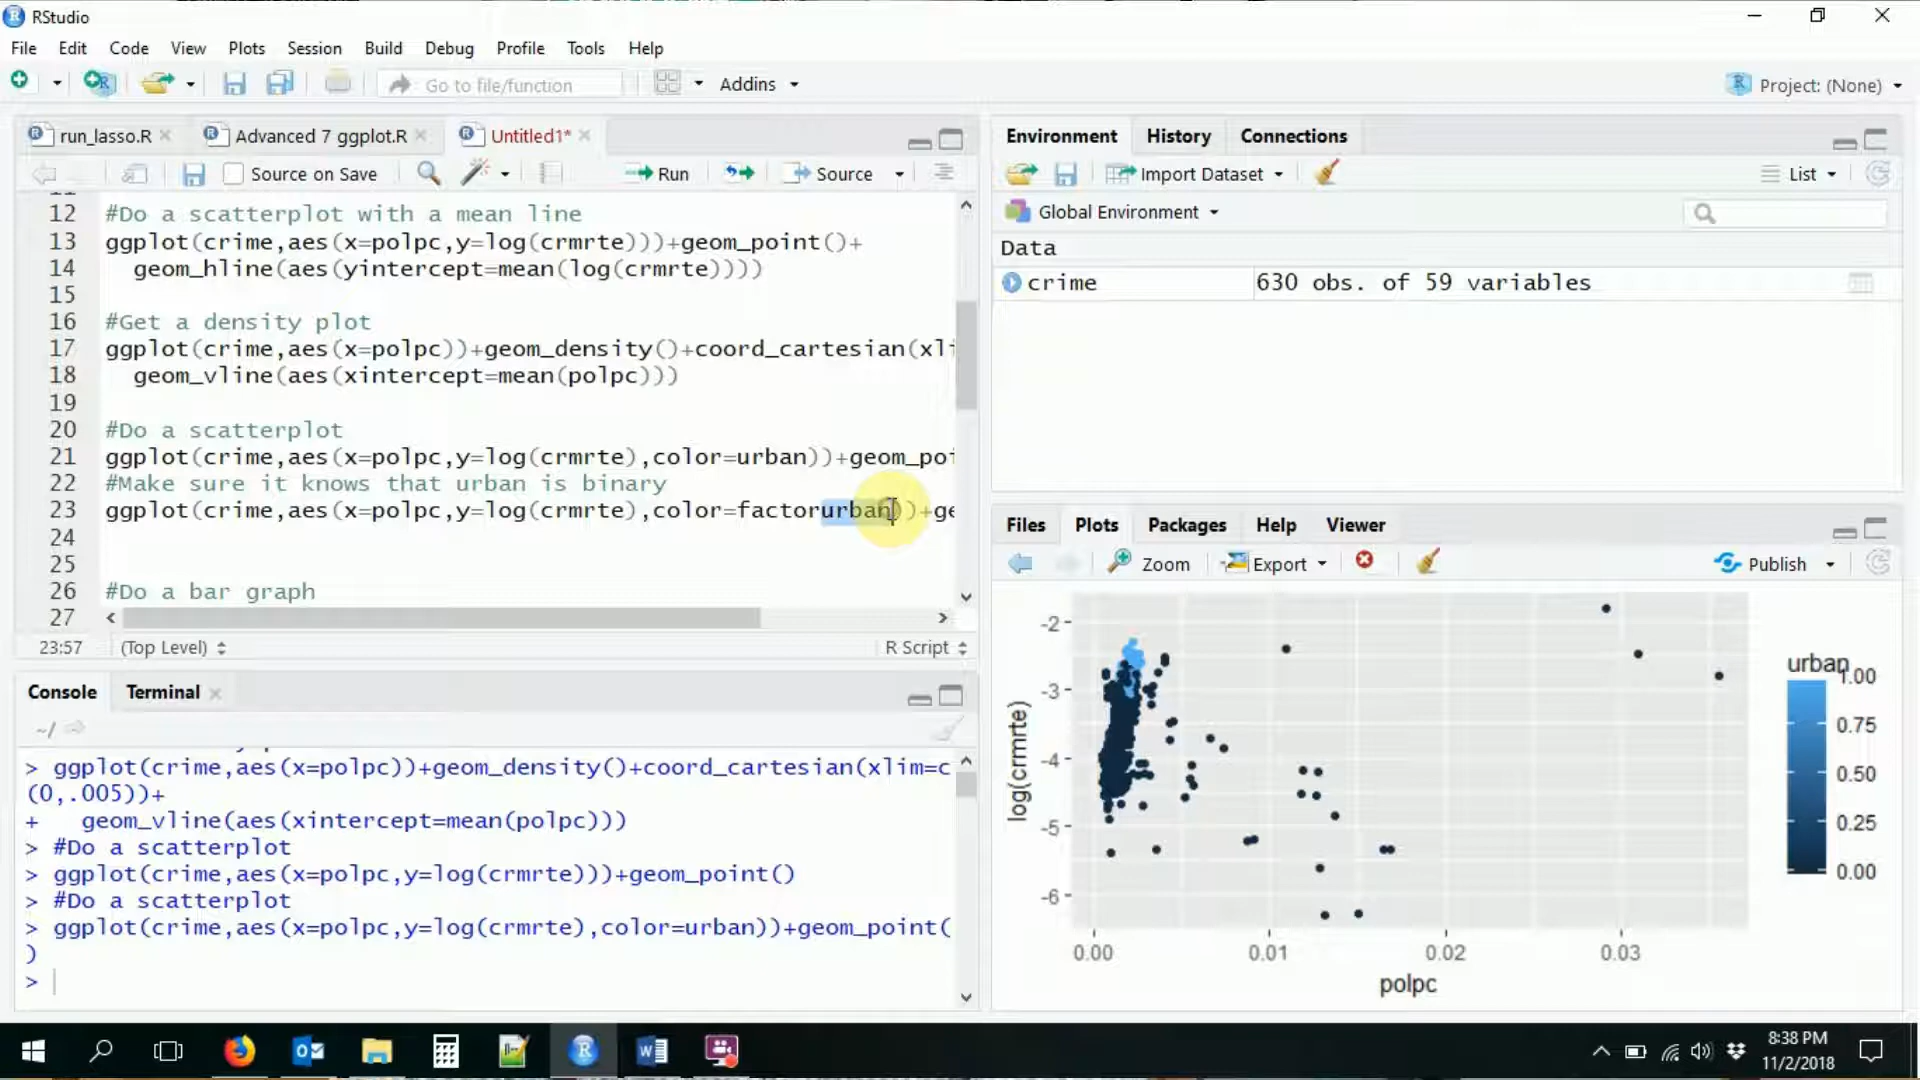 RStudio
File Edit Code View Plots Session Build Debug Profile Tools Help
Go to file/function Addins Project: (None)
run_lasso.R Advanced 7 ggplot.R Untitled1*
Source on Save Run Source
12 #Do a scatterplot with a mean line
13 ggplot(crime,aes(x=polpc,y=log(crmrte)))+geom_point()+
14 geom_hline(aes(yintercept=mean(log(crmrte))))
15
16 #Get a density plot
17 ggplot(crime,aes(x=polpc))+geom_density()+coord_cartesian(xli
18 geom_vline(aes(xintercept=mean(polpc)))
19
20 #Do a scatterplot
21 ggplot(crime,aes(x=polpc,y=log(crmrte),color=urban))+geom_poi
22 #Make sure it knows that urban is binary
23 ggplot(crime,aes(x=polpc,y=log(crmrte),color=factorurban))+ge
24
25
26 #Do a bar graph
27
23:57 (Top Level) R Script
Console Terminal
~/
> ggplot(crime,aes(x=polpc))+geom_density()+coord_cartesian(xlim=c
(0,.005))+
+ geom_vline(aes(xintercept=mean(polpc)))
> #Do a scatterplot
> ggplot(crime,aes(x=polpc,y=log(crmrte)))+geom_point()
> #Do a scatterplot
> ggplot(crime,aes(x=polpc,y=log(crmrte),color=urban))+geom_point(
)
>
Environment History Connections
Import Dataset List
Global Environment
Data
crime 630 obs. of 59 variables
Files Plots Packages Help Viewer
Zoom Export Publish
-2
-3
-4
-5
-6
log(crmrte)
0.00 0.01 0.02 0.03
polpc
urban
1.00
0.75
0.50
0.25
0.00
8:38 PM
11/2/2018